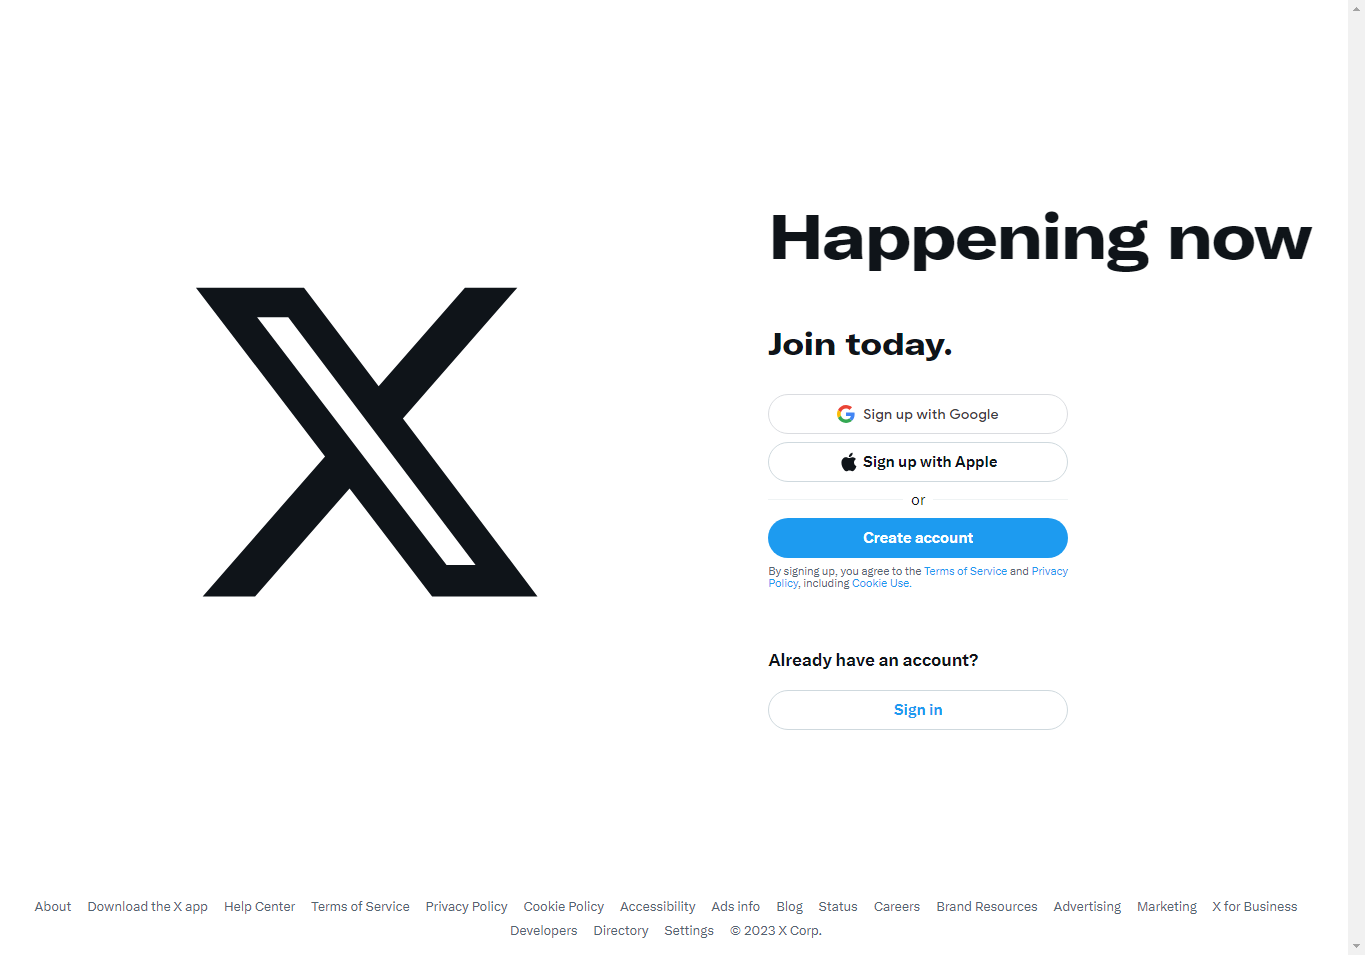 Happening now
Join today.
Sign up with Google
Sign up with Apple
or
Create account
By signing up, you agree to the Terms of Service and Privacy
Policy, including Cookie Use.
Already have an account?
Sign in
About Download the X app Help Center Terms of Service Privacy Policy Cookie Policy Accessibility Ads info Blog Status Careers Brand Resources Advertising Marketing X for Business
Developers Directory Settings © 2023 X Corp.